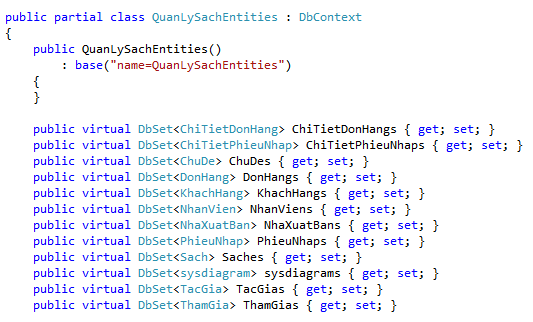 public partial class QuanLySachEntities : DbContext
{
    public QuanLySachEntities()
        : base("name=QuanLySachEntities")
    {
    }

    public virtual DbSet<ChiTietDonHang> ChiTietDonHangs { get; set; }
    public virtual DbSet<ChiTietPhieuNhap> ChiTietPhieuNhaps { get; set; }
    public virtual DbSet<ChuDe> ChuDes { get; set; }
    public virtual DbSet<DonHang> DonHangs { get; set; }
    public virtual DbSet<KhachHang> KhachHangs { get; set; }
    public virtual DbSet<NhanVien> NhanViens { get; set; }
    public virtual DbSet<NhaXuatBan> NhaXuatBans { get; set; }
    public virtual DbSet<PhieuNhap> PhieuNhaps { get; set; }
    public virtual DbSet<Sach> Saches { get; set; }
    public virtual DbSet<sysdiagram> sysdiagrams { get; set; }
    public virtual DbSet<TacGia> TacGias { get; set; }
    public virtual DbSet<ThamGia> ThamGias { get; set; }